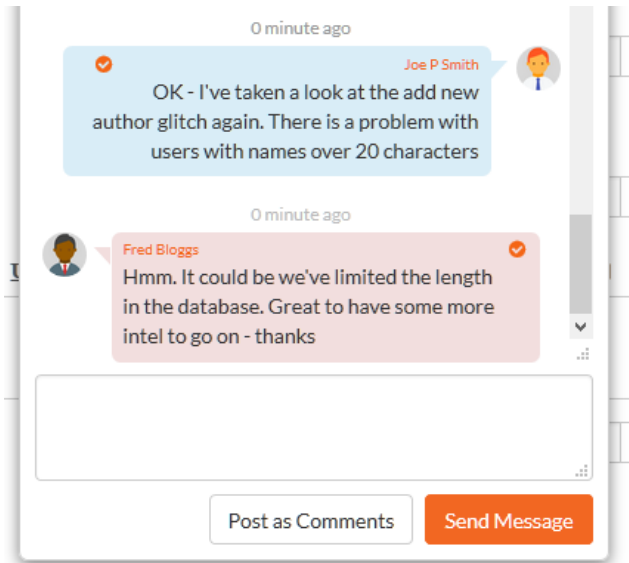 0 minute ago
Joe P Smith
OK - I've taken a look at the add new
author glitch again. There is a problem with
users with names over 20 characters
0 minute ago
Fred Bloggs
Hmm. It could be we've limited the length
in the database. Great to have some more
intel to go on - thanks
Post as Comments
Send Message